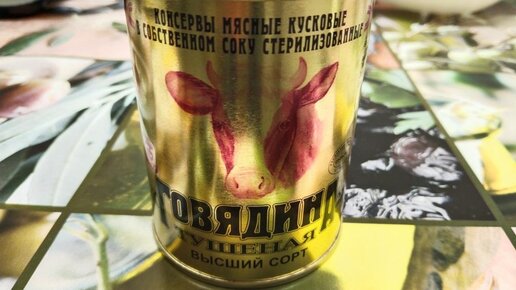 КОНСЕРВЫ МЯСНЫЕ КУСКОВЫЕ
В СОБСТВЕННОМ СОКУ СТЕРИЛИЗОВАННЫЕ
ГОВЯДИНА
ТУШЕНАЯ
ВЫСШИЙ СОРТ